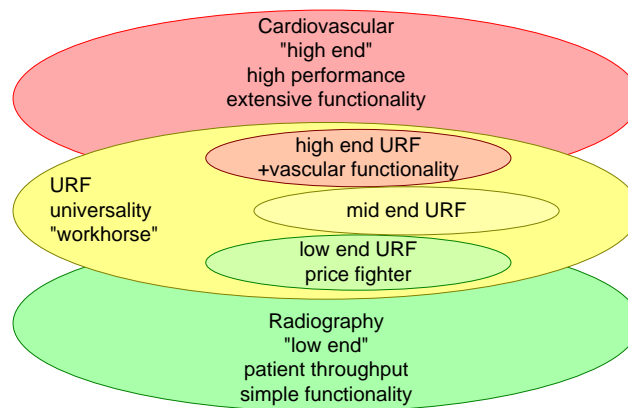 Cardiovascular
"high end"
high performance
extensive functionality
high end URF
+vascular functionality
URF
universality
"workhorse"
mid end URF
low end URF
price fighter
Radiography
"low end"
patient throughput
simple functionality